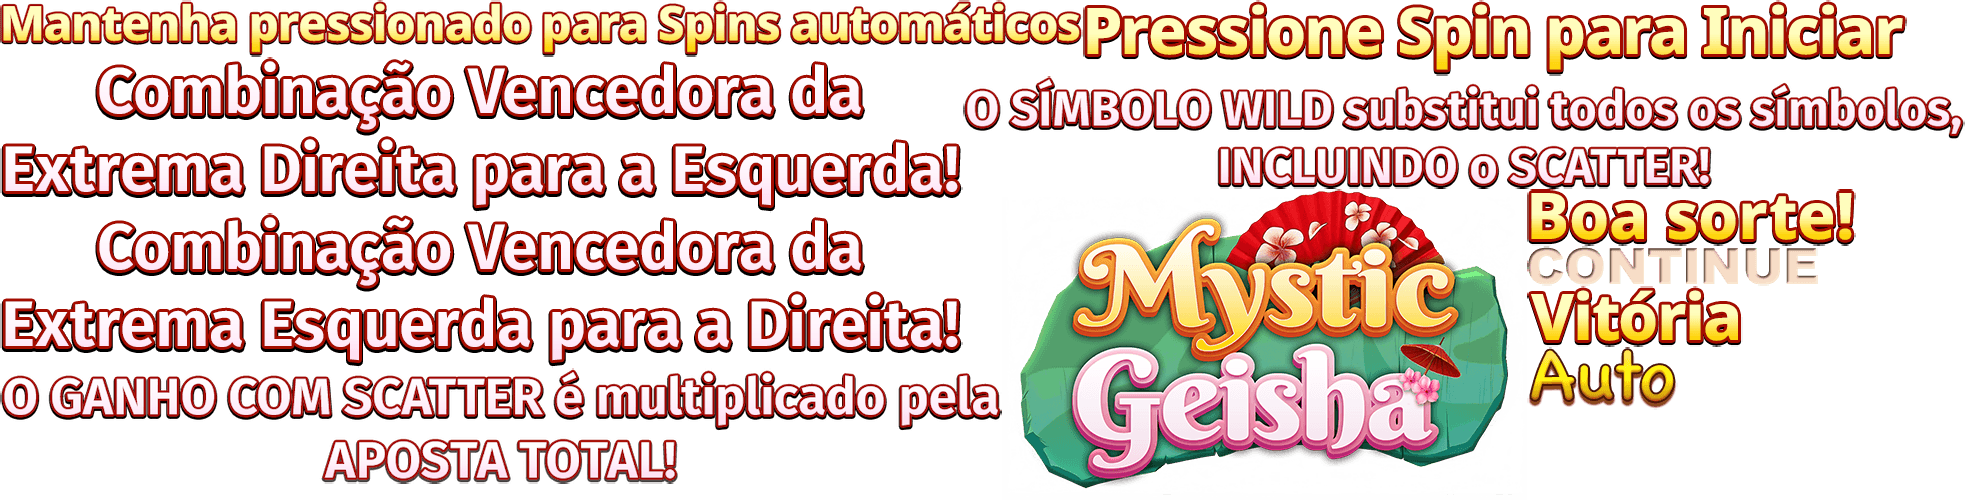 Mantenha pressionado para Spins automáticos
Combinação Vencedora da
Extrema Direita para a Esquerda!
Combinação Vencedora da
Extrema Esquerda para a Direita!
O GANHO COM SCATTER é multiplicado pela
APOSTA TOTAL!
Pressione Spin para Iniciar
O SÍMBOLO WILD substitui todos os símbolos,
INCLUINDO o SCATTER!
Mystic
Geisha
Boa sorte!
CONTINUE
Vitória
Auto